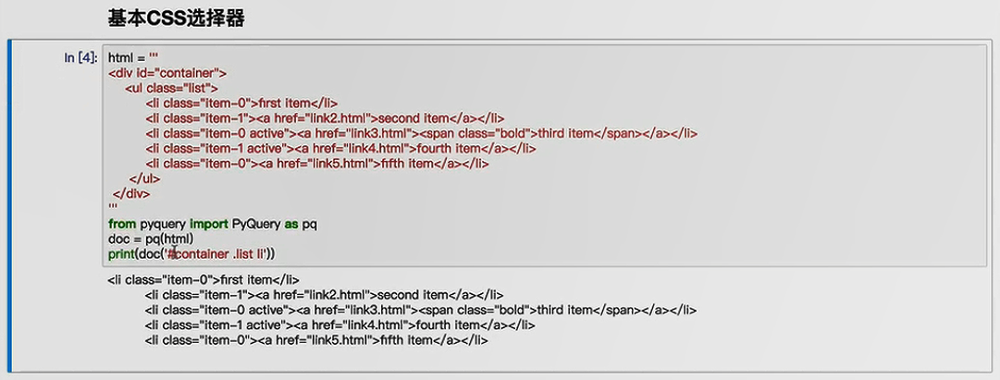 基本CSS选择器
In [4]: html = '''
<div id="container">
<ul class="list">
<li class="item-0">first item</li>
<li class="item-1"><a href="link2.html">second item</a></li>
<li class="item-0 active"><a href="link3.html"><span class="bold">third item</span></a></li>
<li class="item-1 active"><a href="link4.html">fourth item</a></li>
<li class="item-0"><a href="link5.html">fifth item</a></li>
</ul>
</div>
'''
from pyquery import PyQuery as pq
doc = pq(html)
print(doc('#container .list li'))
<li class="item-0">first item</li>
<li class="item-1"><a href="link2.html">second item</a></li>
<li class="item-0 active"><a href="link3.html"><span class="bold">third item</span></a></li>
<li class="item-1 active"><a href="link4.html">fourth item</a></li>
<li class="item-0"><a href="link5.html">fifth item</a></li>